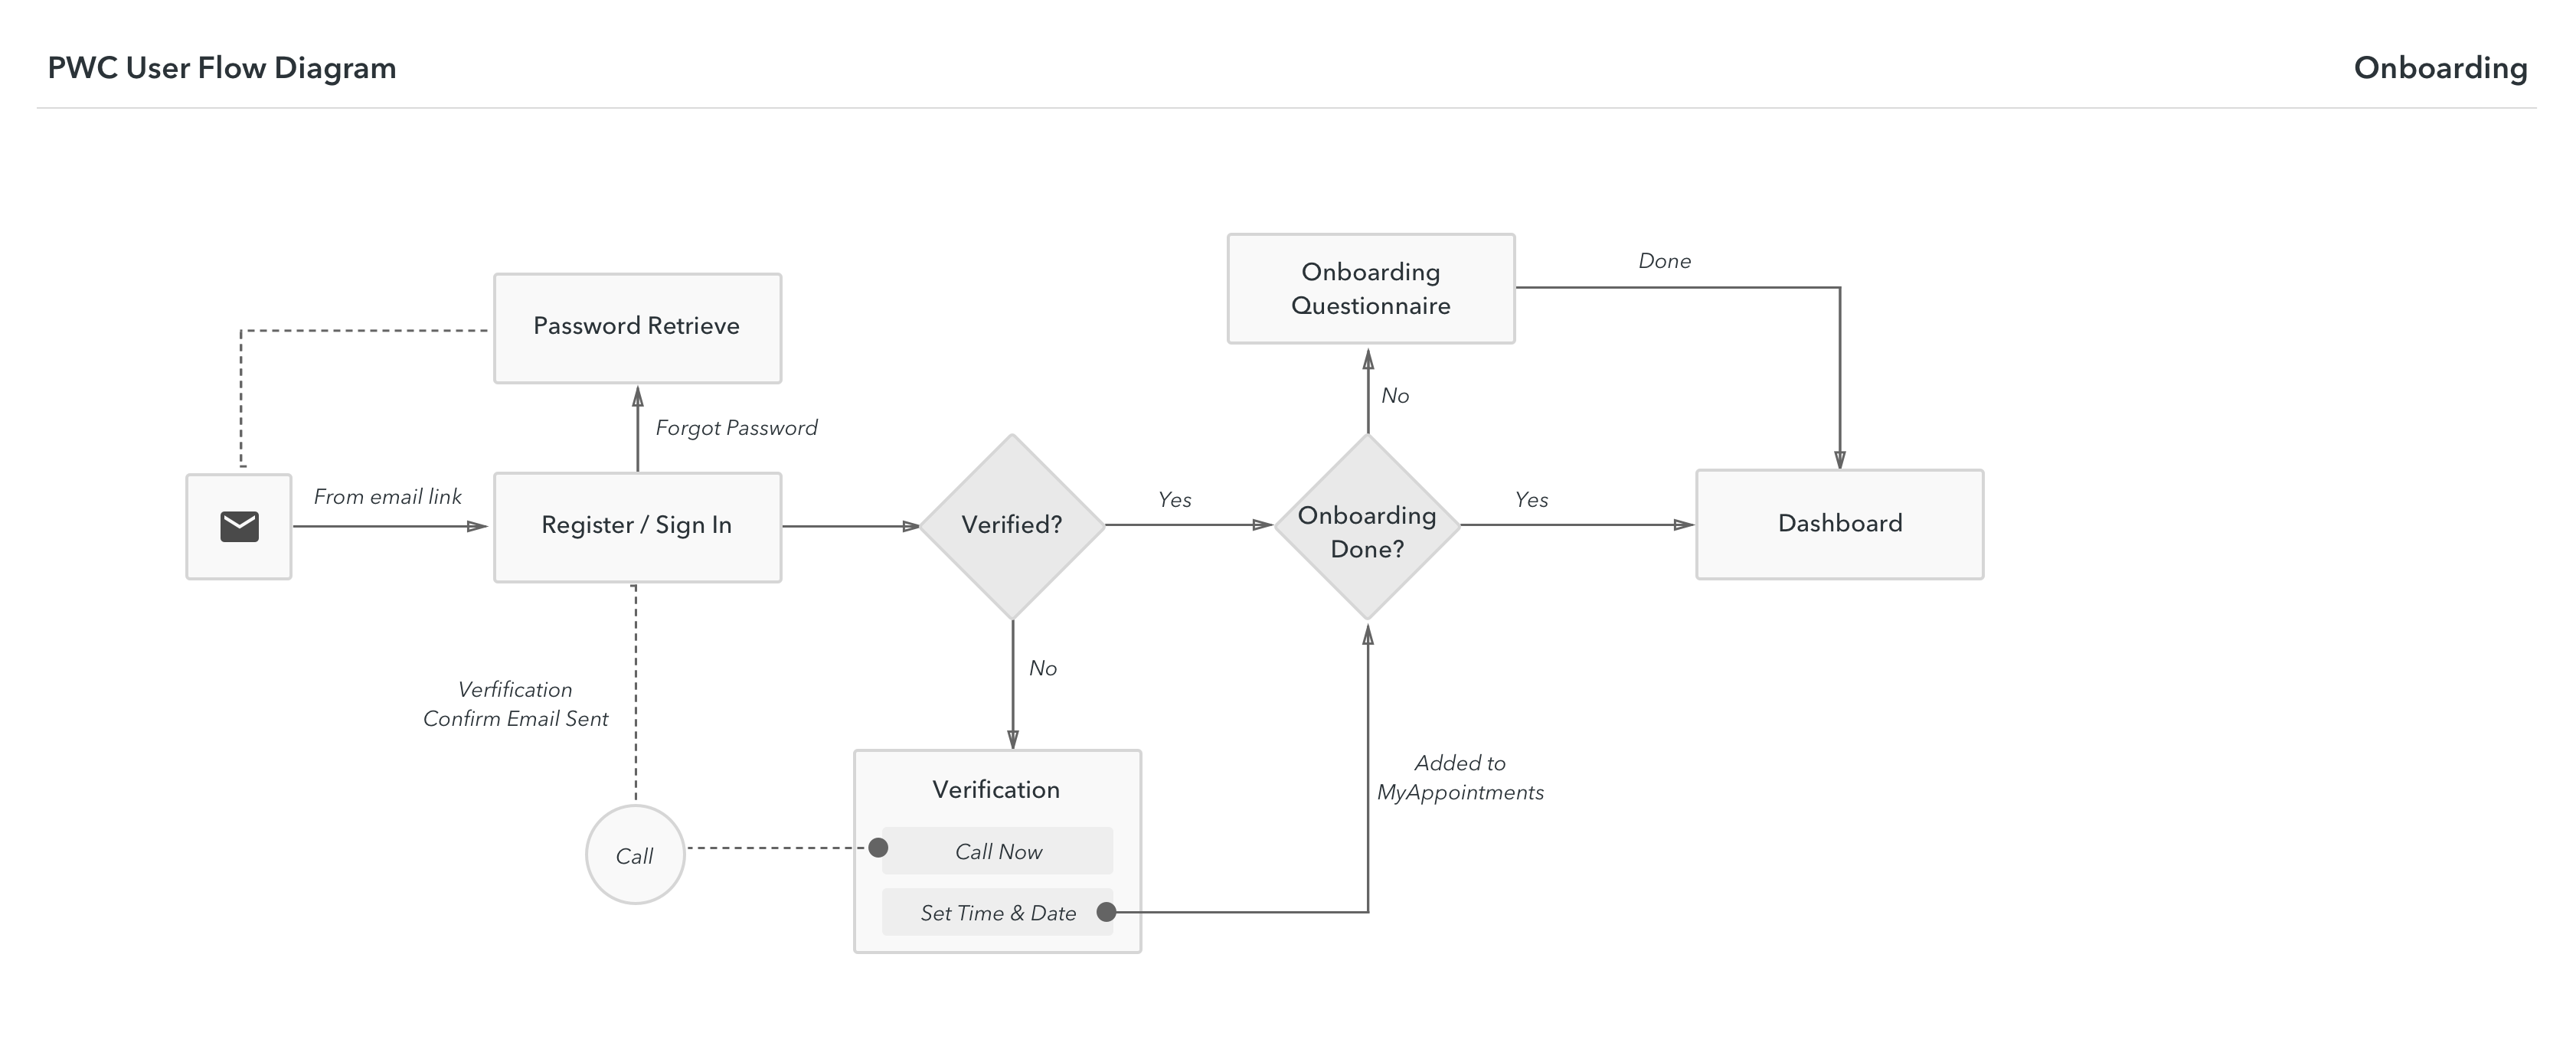 PWC User Flow Diagram
Onboarding
Onboarding
Questionnaire
Done
Password Retrieve
No
Forgot Password
From email link
Register / Sign In
Verified?
Yes
Onboarding
Done?
Yes
Dashboard
No
Verfification
Confirm Email Sent
Added to
MyAppointments
Verification
Call
Call Now
Set Time & Date